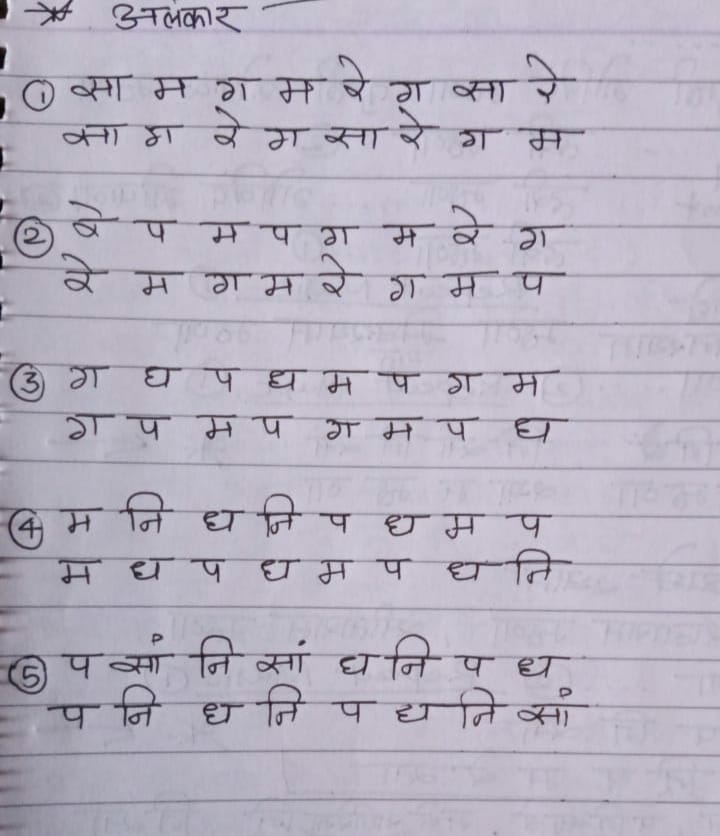 * अलंकार
① सा म ग म रे ग सा रे
सा ग रे ग सा रे ग म
② रे प म प ग म रे ग
रे म ग म रे ग म प
③ ग ध प ध म प ग म
ग प म प ग म प ध
④ म नि ध नि प ध म प
म ध प ध म प ध नि
⑤ प सां नि सां ध नि प ध
प नि ध नि प ध नि सां